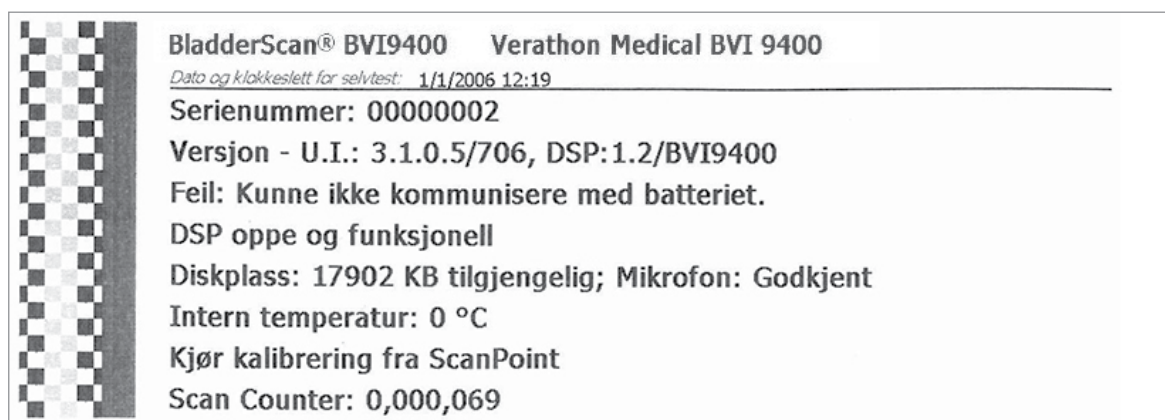 BladderScan® BVI9400 Verathon Medical BVI 9400
Dato og klokkeslett for selvtest: 1/1/2006 12:19
Serienummer: 00000002
Versjon - U.I.: 3.1.0.5/706, DSP:1.2/BVI9400
Feil: Kunne ikke kommunisere med batteriet.
DSP oppe og funksjonell
Diskplass: 17902 KB tilgjengelig; Mikrofon: Godkjent
Intern temperatur: 0 °C
Kjør kalibrering fra ScanPoint
Scan Counter: 0,000,069